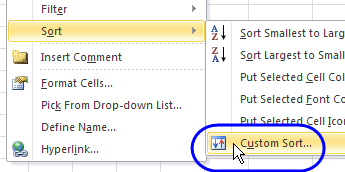 Filter
Sort
Insert Comment
Format Cells...
Pick From Drop-down List...
Define Name...
Hyperlink...
Sort Smallest to Larg
Sort Largest to Small
Put Selected Cell Col
Put Selected Font Co
Put Selected Cell Icon
Custom Sort...